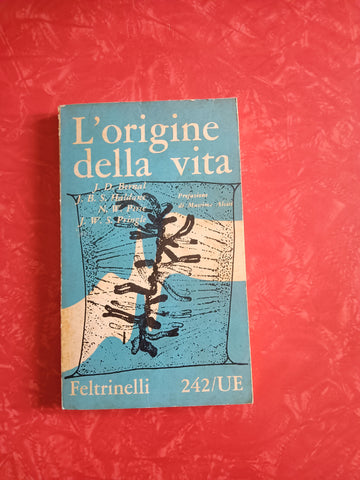 L'origine
della vita
J. D. Bernal
J. B. S. Haldane
N. W. Pirie
J. W. S. Pringle
Prefazione
di Massimo Aloisi
Feltrinelli 242/UE